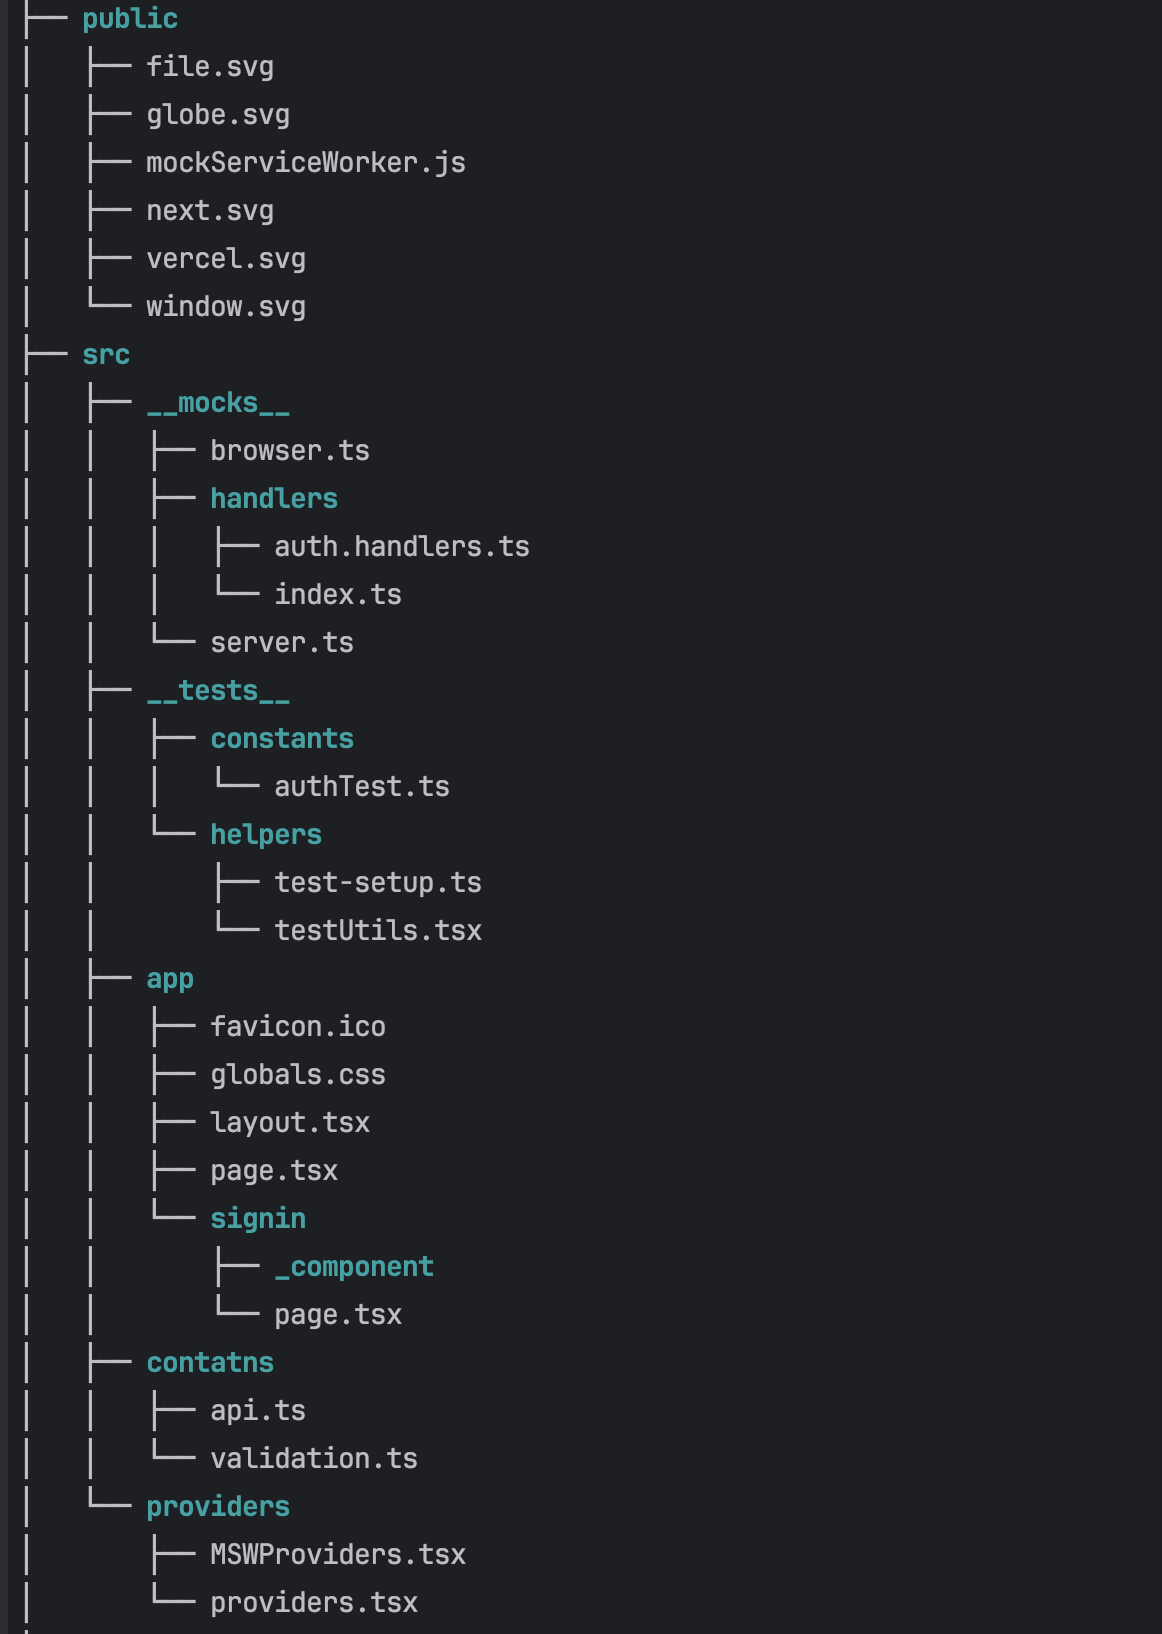 ├── public
│   ├── file.svg
│   ├── globe.svg
│   ├── mockServiceWorker.js
│   ├── next.svg
│   ├── vercel.svg
│   └── window.svg
├── src
│   ├── __mocks__
│   │   ├── browser.ts
│   │   ├── handlers
│   │   │   ├── auth.handlers.ts
│   │   │   └── index.ts
│   │   └── server.ts
│   ├── __tests__
│   │   ├── constants
│   │   │   └── authTest.ts
│   │   └── helpers
│   │       ├── test-setup.ts
│   │       └── testUtils.tsx
│   ├── app
│   │   ├── favicon.ico
│   │   ├── globals.css
│   │   ├── layout.tsx
│   │   ├── page.tsx
│   │   └── signin
│   │       ├── _component
│   │       └── page.tsx
│   ├── contatns
│   │   ├── api.ts
│   │   └── validation.ts
│   └── providers
│       ├── MSWProviders.tsx
│       └── providers.tsx